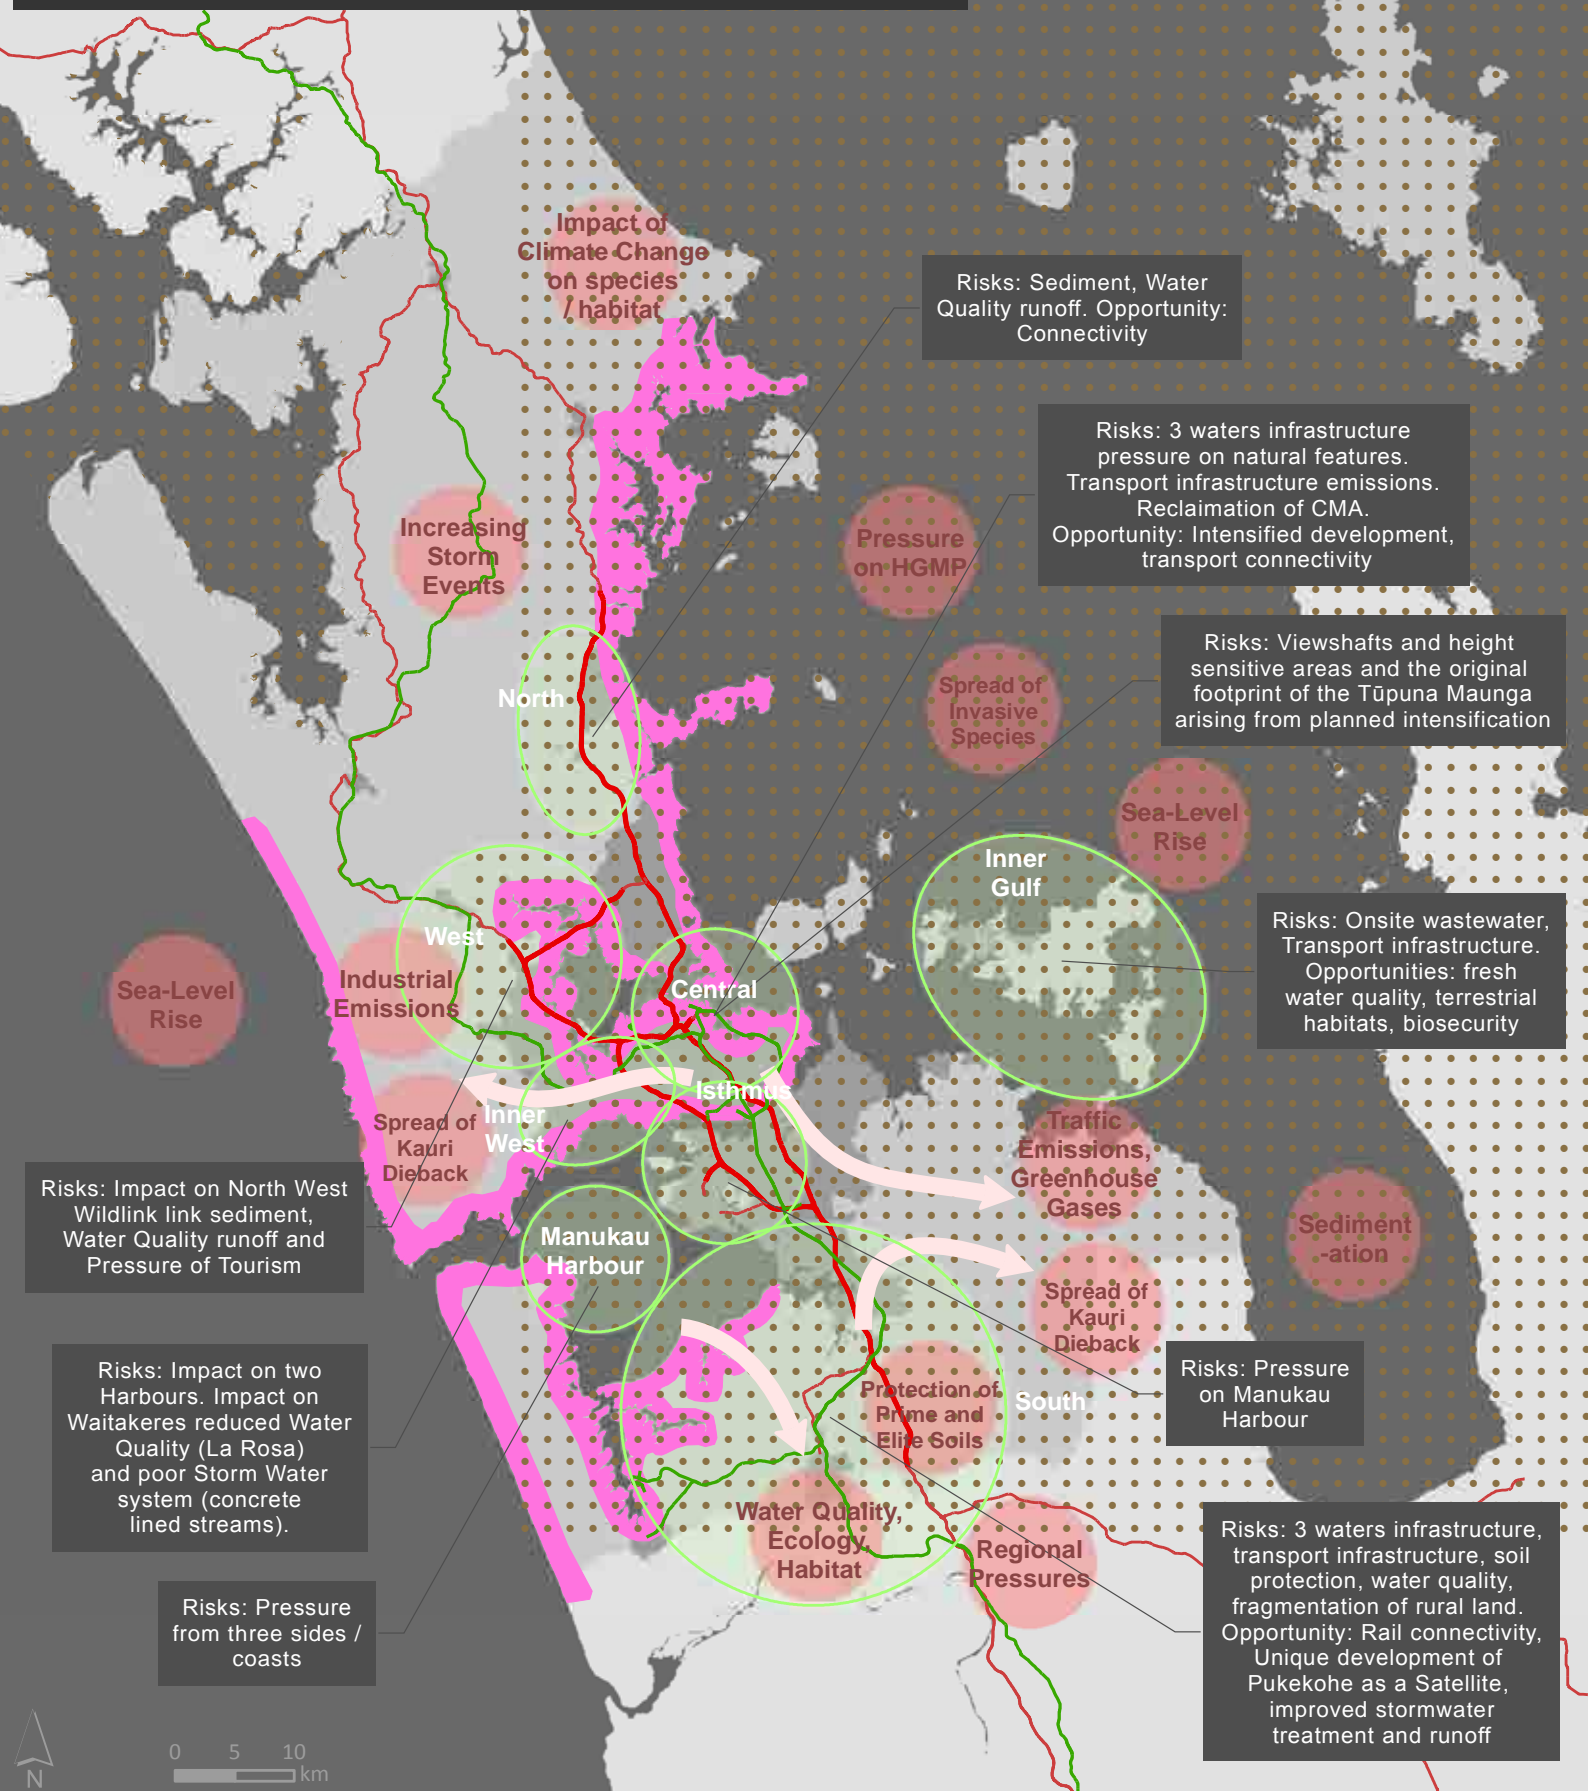 Impact of
Climate Change
on species
/ habitat
Risks: Sediment, Water
Quality runoff. Opportunity:
Connectivity
Risks: 3 waters infrastructure
pressure on natural features.
Transport infrastructure emissions.
Reclaimation of CMA.
Opportunity: Intensified development,
transport connectivity
Increasing
Storm
Events
Pressure
on HGMP
Risks: Viewshafts and height
sensitive areas and the original
footprint of the Tūpuna Maunga
arising from planned intensification
North
Spread of
Invasive
Species
Sea-Level
Rise
Inner
Gulf
Risks: Onsite wastewater,
Transport infrastructure.
Opportunities: fresh
water quality, terrestrial
habitats, biosecurity
West
Central
Sea-Level
Rise
Industrial
Emissions
Isthmus
Spread of
Kauri
Dieback
Inner
West
Traffic
Emissions,
Greenhouse
Gases
Risks: Impact on North West
Wildlink link sediment,
Water Quality runoff and
Pressure of Tourism
Manukau
Harbour
Sediment
-ation
Spread of
Kauri
Dieback
Risks: Impact on two
Harbours. Impact on
Waitakeres reduced Water
Quality (La Rosa)
and poor Storm Water
system (concrete
lined streams).
Protection of
Prime and
Elite Soils
South
Risks: Pressure
on Manukau
Harbour
Water Quality,
Ecology,
Habitat
Regional
Pressures
Risks: 3 waters infrastructure,
transport infrastructure, soil
protection, water quality,
fragmentation of rural land.
Opportunity: Rail connectivity,
Unique development of
Pukekohe as a Satellite,
improved stormwater
treatment and runoff
Risks: Pressure
from three sides /
coasts
N
0 5 10
km